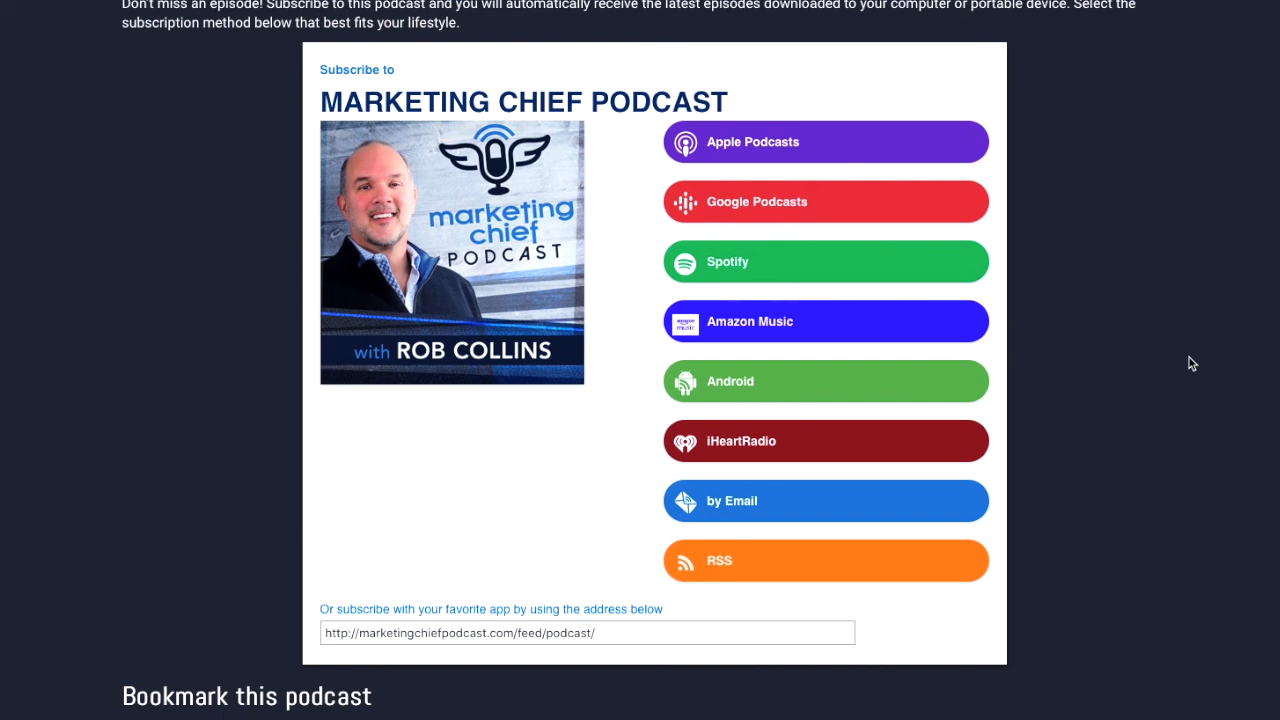 Don't miss an episode! Subscribe to this podcast and you will automatically receive the latest episodes downloaded to your computer or portable device. Select the
subscription method below that best fits your lifestyle.
Subscribe to
MARKETING CHIEF PODCAST
marketing
chief
PODCAST
with ROB COLLINS
Apple Podcasts
Google Podcasts
Spotify
amazon
music
Amazon Music
Android
iHeartRadio
by Email
RSS
Or subscribe with your favorite app by using the address below
http://marketingchiefpodcast.com/feed/podcast/
Bookmark this podcast